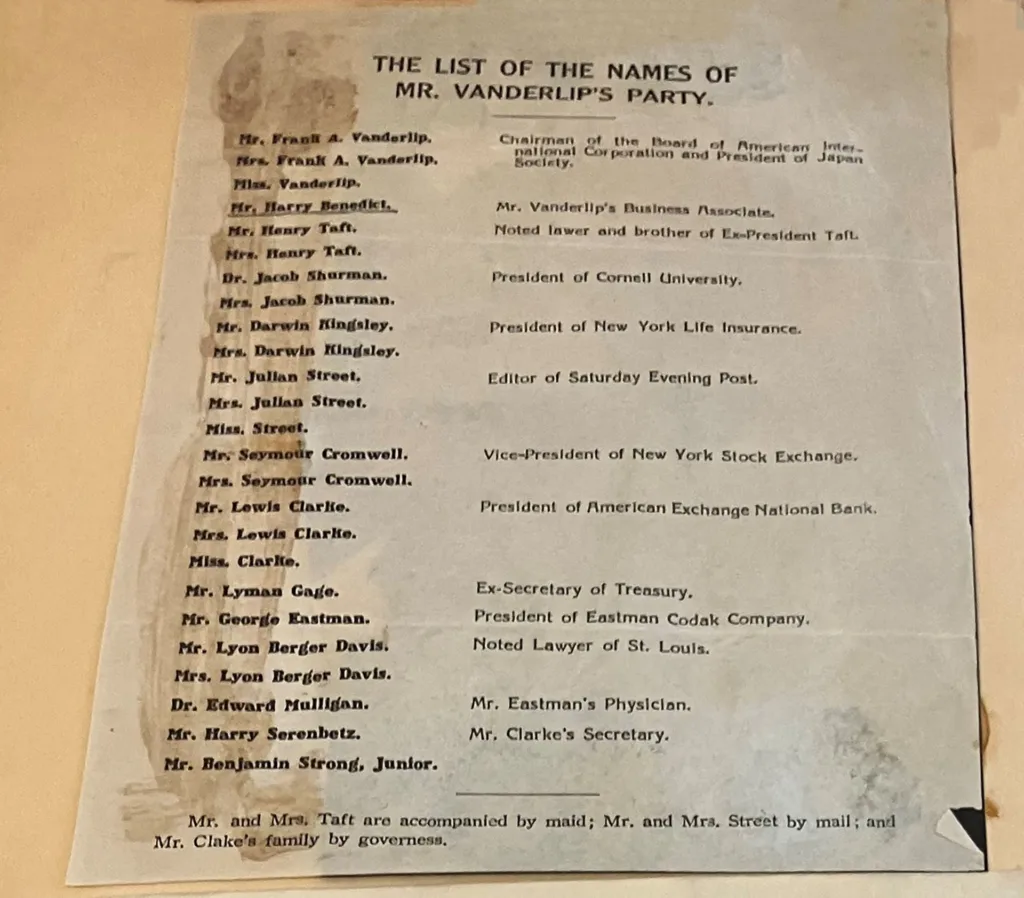 THE LIST OF THE NAMES OF
MR. VANDERLIP'S PARTY.
Mr. Frank A. Vanderlip. Chairman of the Board of American Inter-
Mrs. Frank A. Vanderlip. national Corporation and President of Japan
Society.
Miss. Vanderlip.
Mr. Harry Benedict. Mr. Vanderlip's Business Associate.
Mr. Henry Taft. Noted lawer and brother of Ex-President Taft.
Mrs. Henry Taft.
Dr. Jacob Shurman. President of Cornell University.
Mrs. Jacob Shurman.
Mr. Darwin Kingsley. President of New York Life Insurance.
Mrs. Darwin Kingsley.
Mr. Julian Street. Editor of Saturday Evening Post.
Mrs. Julian Street.
Miss. Street.
Mr. Seymour Cromwell. Vice-President of New York Stock Exchange.
Mrs. Seymour Cromwell.
Mr. Lewis Clarke. President of American Exchange National Bank.
Mrs. Lewis Clarke.
Miss. Clarke.
Mr. Lyman Gage. Ex-Secretary of Treasury.
Mr. George Eastman. President of Eastman Codak Company.
Mr. Lyon Berger Davis. Noted Lawyer of St. Louis.
Mrs. Lyon Berger Davis.
Dr. Edward Mulligan. Mr. Eastman's Physician.
Mr. Harry Serenbetz. Mr. Clarke's Secretary.
Mr. Benjamin Strong, Junior.
Mr. and Mrs. Taft are accompanied by maid; Mr. and Mrs. Street by mail; and
Mr. Clake's family by governess.